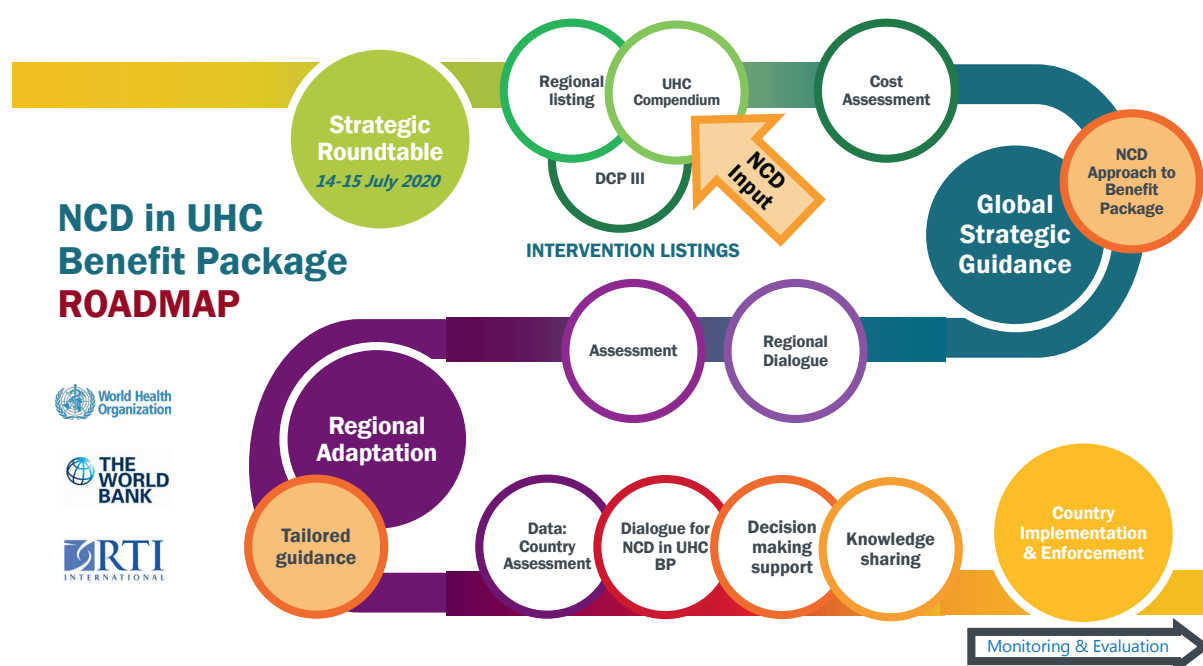 Strategic
Roundtable
14-15 July 2020
Regional
listing
UHC
Compendium
DCP III
NCD
Input
INTERVENTION LISTINGS
Cost
Assessment
NCD
Approach to
Benefit
Package
Global
Strategic
Guidance
NCD in UHC
Benefit Package
ROADMAP
Assessment
Regional
Dialogue
World Health
Organization
THE
WORLD
BANK
RTI
INTERNATIONAL
Regional
Adaptation
Tailored
guidance
Data:
Country
Assessment
Dialogue for
NCD in UHC
BP
Decision
making
support
Knowledge
sharing
Country
Implementation
& Enforcement
Monitoring & Evaluation